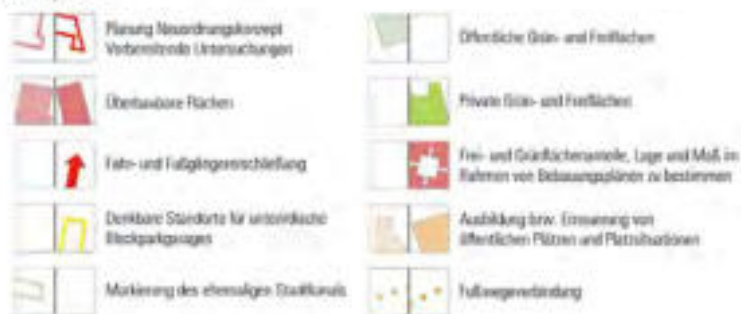 Planung Neuordnungskonzept
Vorbereitende Untersuchungen
Überbaubare Flächen
Fahr- und Fußgängererschließung
Denkbare Standorte für unterirdische
Blockparkgaragen
Markierung des ehemaligen Stadtkanals
Öffentliche Grün- und Freiflächen
Private Grün- und Freiflächen
Frei- und Grünflächenanteile, Lage und Maß im
Rahmen von Bebauungsplänen zu bestimmen
Ausbildung bzw. Erneuerung von
öffentlichen Plätzen und Platzsituationen
Fußwegeverbindung